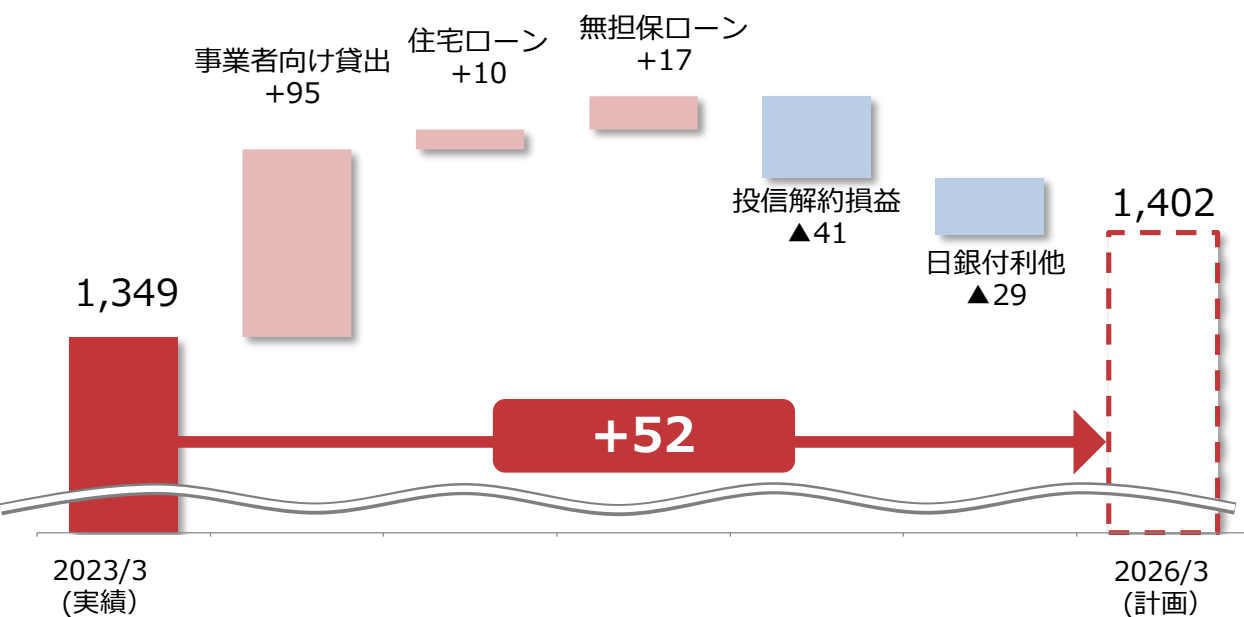 事業者向け貸出
+95
住宅ローン
+10
無担保ローン
+17
投信解約損益
▲41
日銀付利他
▲29
1,349
1,402
+52
2023/3
(実績）
2026/3
(計画）